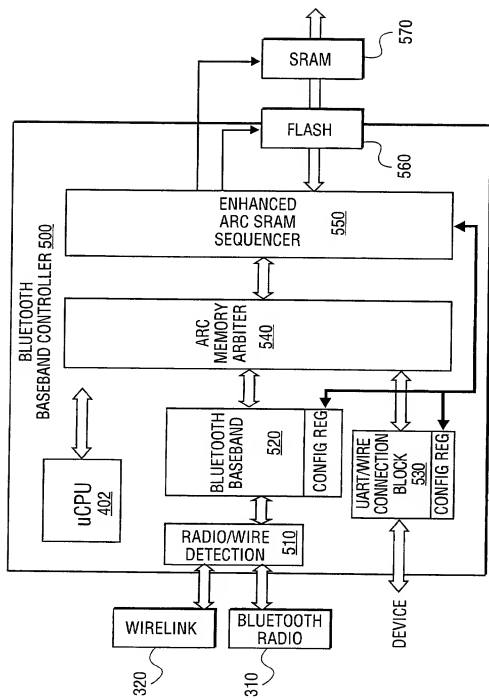 BLUETOOTH
BASEBAND CONTROLLER 500
uCPU
402
WIRELINK
320
BLUETOOTH
RADIO
310
RADIO/WIRE
DETECTION
510
BLUETOOTH
BASEBAND
520
CONFIG REG
DEVICE
UART/WIRE
CONNECTION
BLOCK
530
CONFIG REG
ARC
MEMORY
ARBITER
540
ENHANCED
ARC SRAM
SEQUENCER
550
FLASH
560
SRAM
570